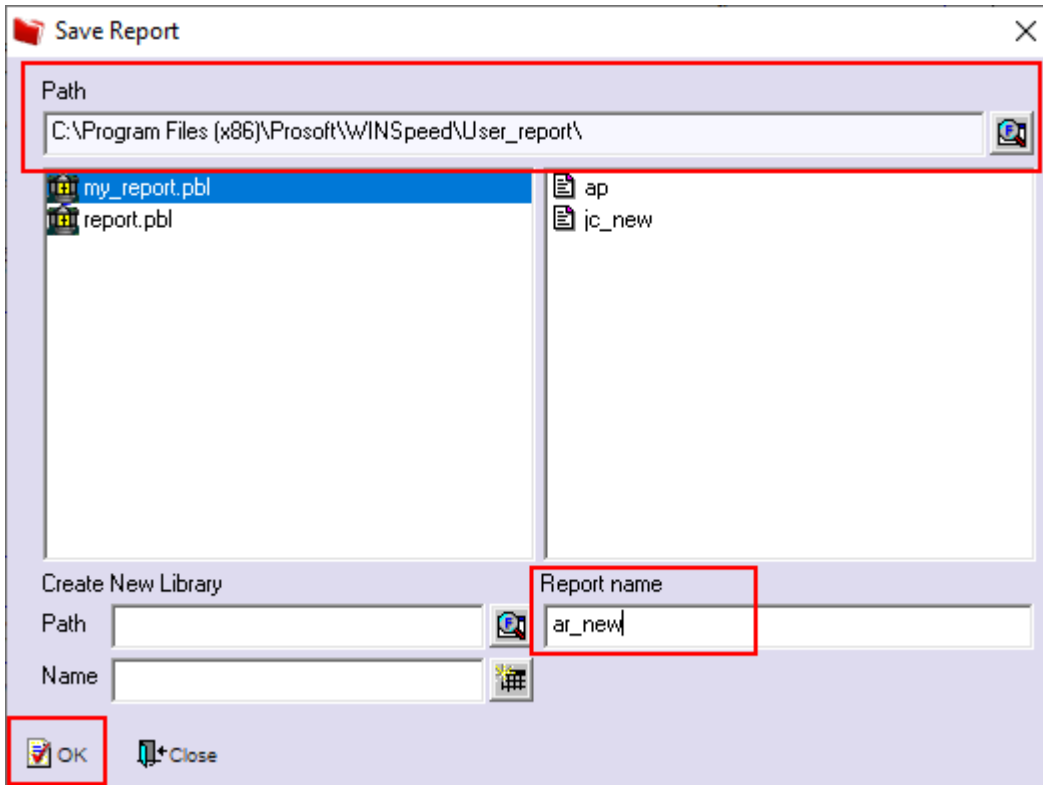 Save Report
Path
C:\Program Files (x86)\Prosoft\WINSpeed\User_report\
my_report.pbl
report.pbl
ap
jc_new
Create New Library
Path
Name
Report name
ar_new
OK
Close